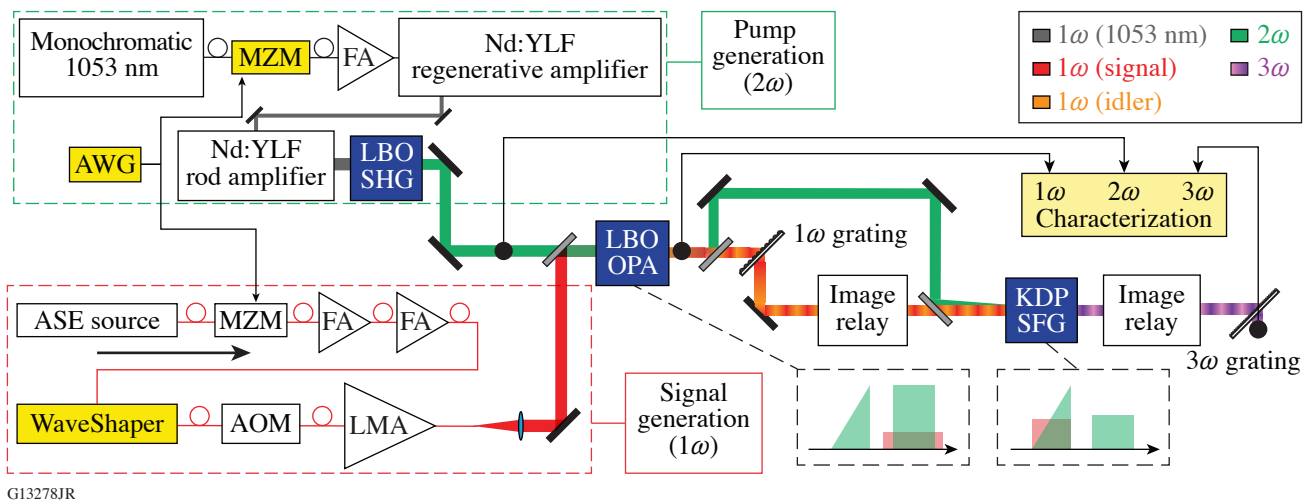 Monochromatic
1053 nm
MZM
FA
Nd:YLF
regenerative amplifier
Pump
generation
(2ω)
1ω (1053 nm)
2ω
1ω (signal)
3ω
1ω (idler)
AWG
Nd:YLF
rod amplifier
LBO
SHG
1ω
2ω
3ω
Characterization
LBO
OPA
1ω grating
Image
relay
KDP
SFG
Image
relay
3ω grating
ASE source
MZM
FA
FA
WaveShaper
AOM
LMA
Signal
generation
(1ω)
G13278JR